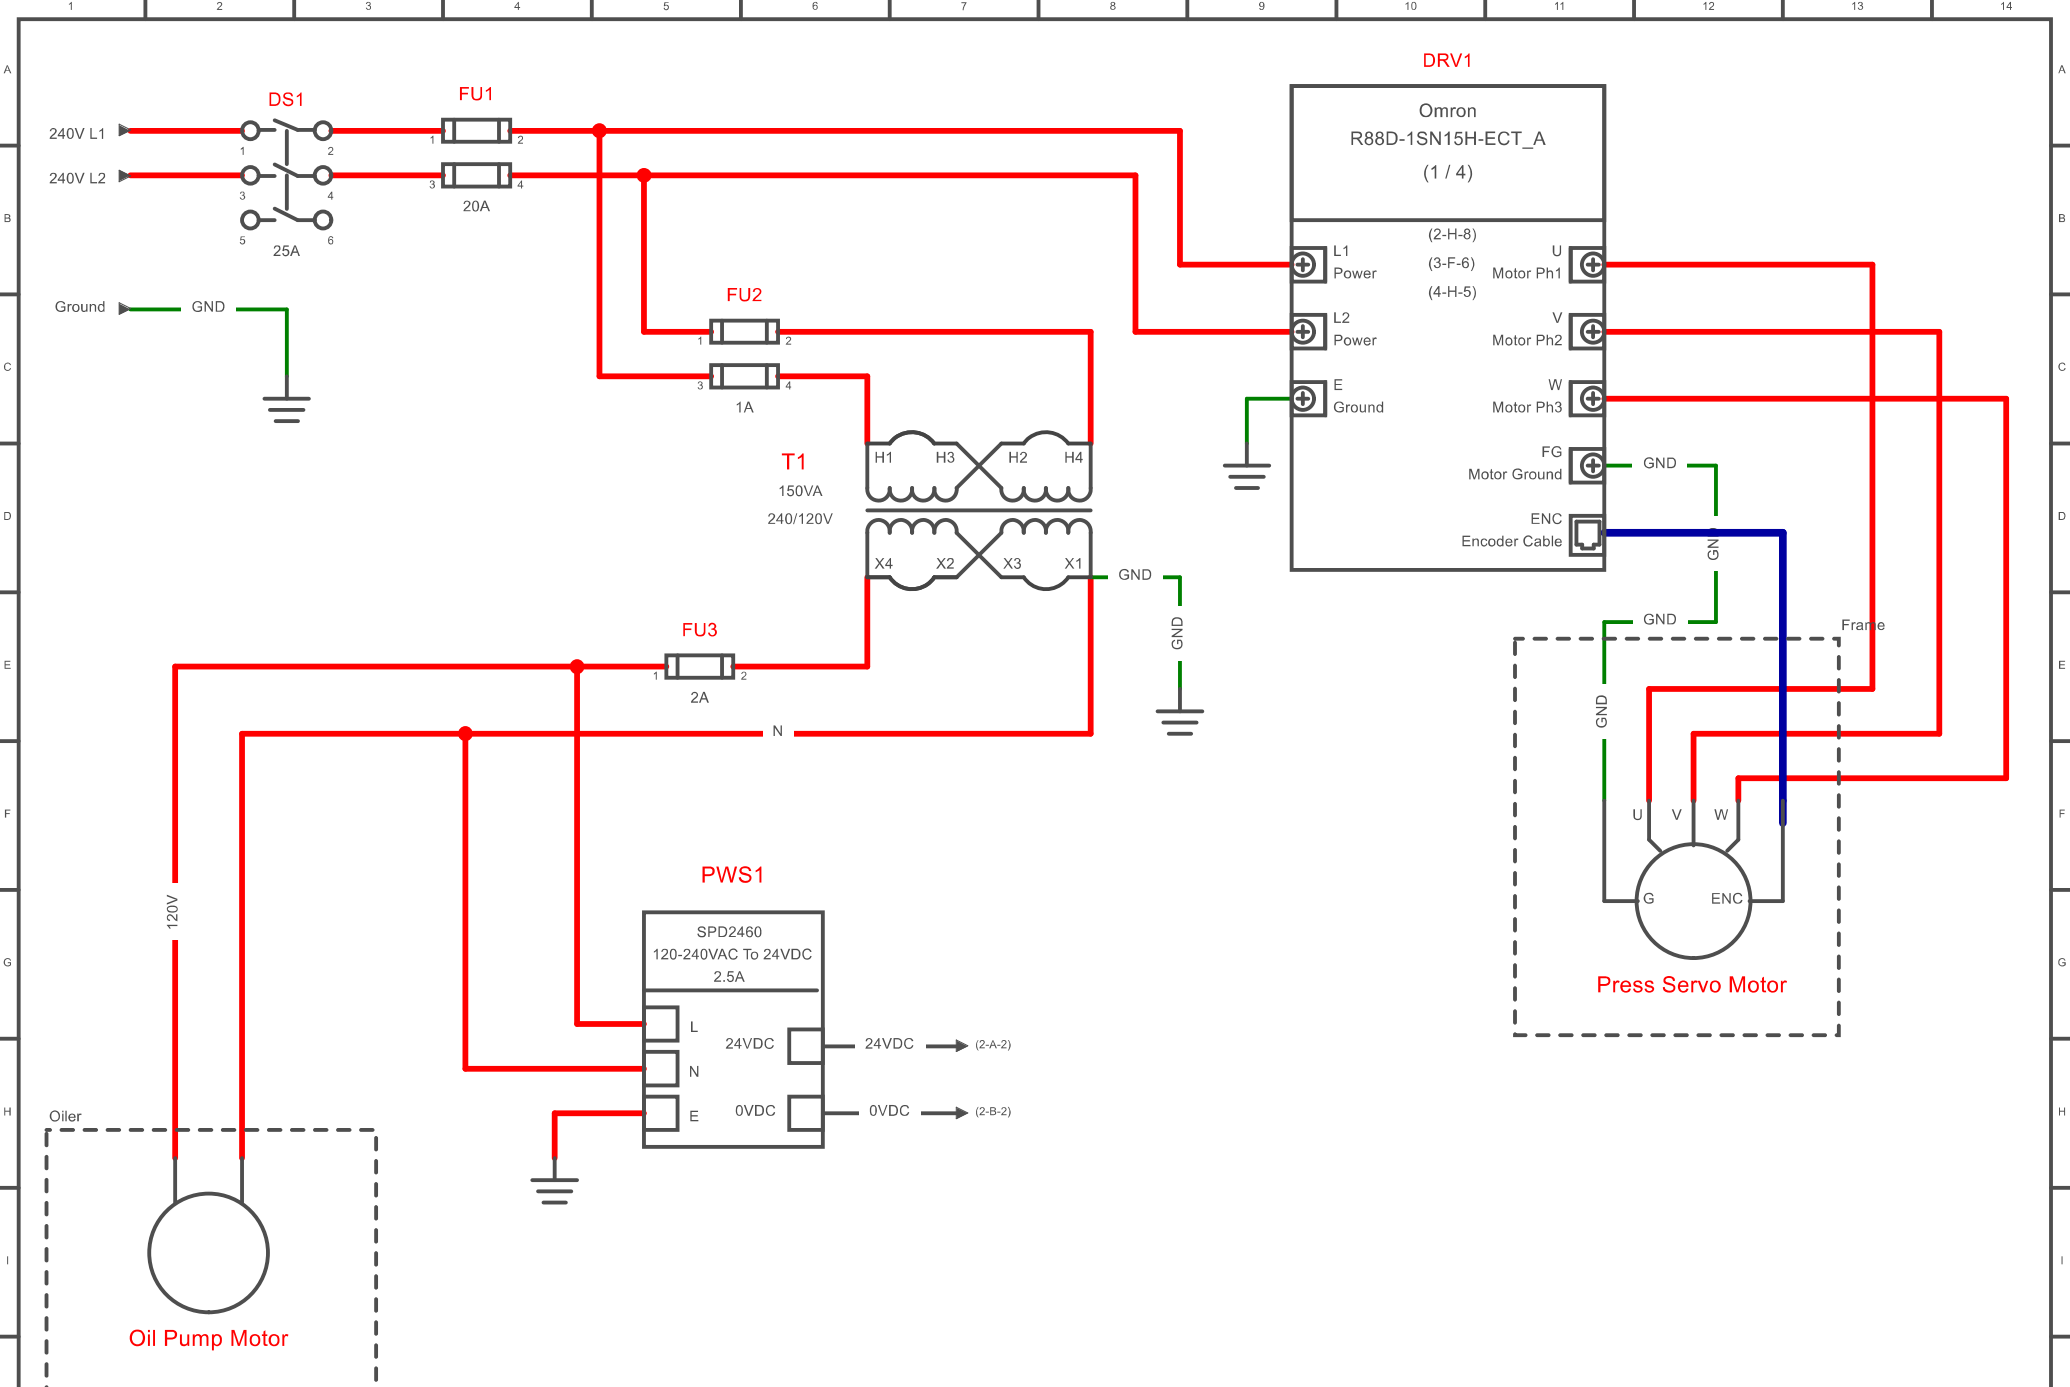 1 2 3 4 5 6 7 8 9 10 11 12 13 14
A A
B B
C C
D D
E E
F F
G G
H H
I I
DS1
240V L1
240V L2
1 2
3 4
5 6
25A
FU1
1 2
3 4
20A
Ground GND
FU2
1 2
3 4
1A
T1
150VA
240/120V
H1 H3 H2 H4
X4 X2 X3 X1
GND
GND
FU3
1 2
2A
N
120V
PWS1
SPD2460
120-240VAC To 24VDC
2.5A
L
N
E
24VDC 24VDC (2-A-2)
0VDC 0VDC (2-B-2)
Oiler
Oil Pump Motor
DRV1
Omron
R88D-1SN15H-ECT_A
(1 / 4)
(2-H-8)
(3-F-6)
(4-H-5)
L1
Power
L2
Power
E
Ground
U
Motor Ph1
V
Motor Ph2
W
Motor Ph3
FG
Motor Ground
ENC
Encoder Cable
GND
GND
GND
GND
Frame
U V W
G ENC
Press Servo Motor